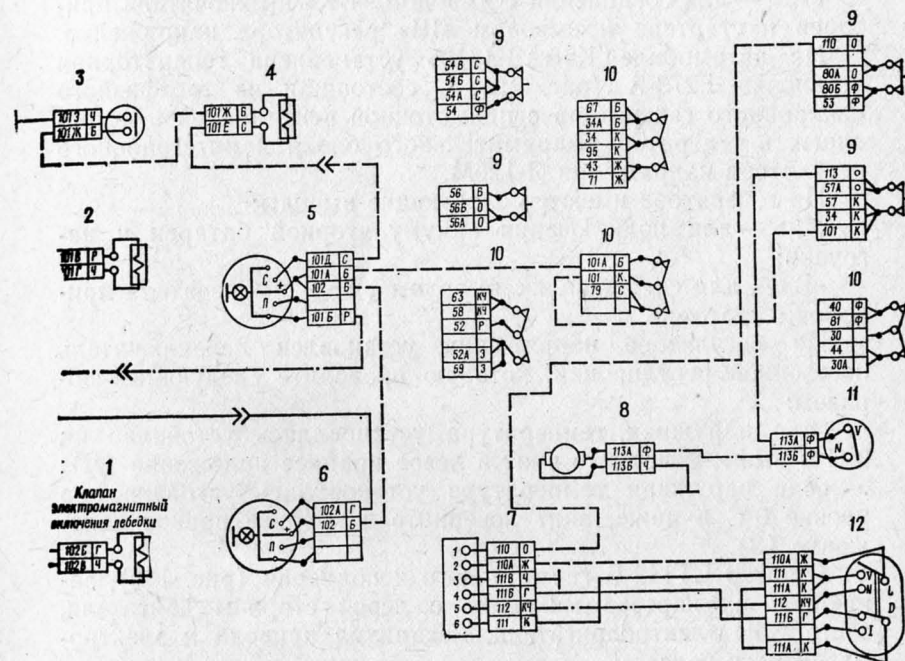 9
54 В С
54 Б С
54 А С
54 Ф
10
67 Б
34А Б
34 К
95 К
43 Ж
71 Ж
9
110 О
80А О
80Б Ф
53 Ф
3
101З Ч
101Ж Б
4
101Ж Б
101Е С
9
56 Б
56Б О
56А О
9
113 О
57А О
57 К
34 К
101 К
2
101В Р
101Г Ч
5
С
+
П
101Д С
101А Б
102 Б
101Б Р
10
63 КЧ
58 КЧ
52 Р
52А З
59 З
10
101А Б
101 К
79 С
10
40 Ф
81 Ф
30
44
30А Ф
1
Клапан
электромагнитный
включения лебедки
102Б Г
102В Ч
6
С
+
П
102А Г
102 Б
8
113А Ф
113Б Ч
11
113А Ф
113Б Ф
V
N
7
1 110 О
2 110А Ж
3 111В Ч
4 111Б Г
5 112 КЧ
6 111 К
12
110А Ж
111 К
111А К
112 КЧ
111Б Г
111А К
V
N
L
D
I